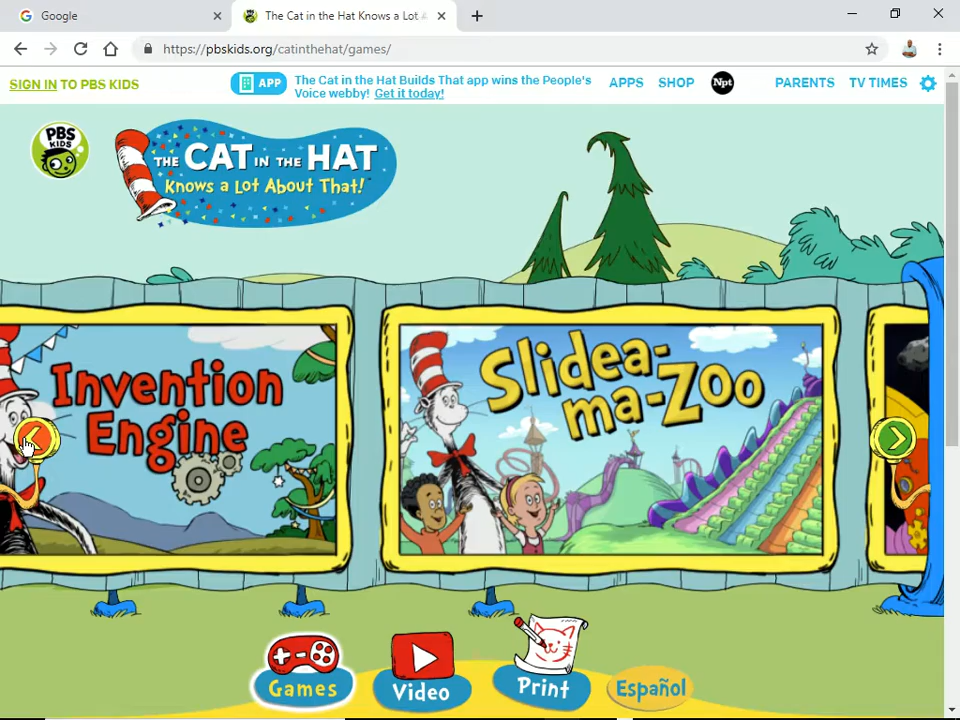 Google
The Cat in the Hat Knows a Lot A
https://pbskids.org/catinthehat/games/
SIGN IN TO PBS KIDS
APP
The Cat in the Hat Builds That app wins the People's
Voice webby! Get it today!
APPS
SHOP
Npt
PARENTS
TV TIMES
PBS
KIDS
THE CAT IN THE HAT
Knows a Lot About That!™
Invention
Engine
Slidea-
ma-Zoo
Games
Video
Print
Español